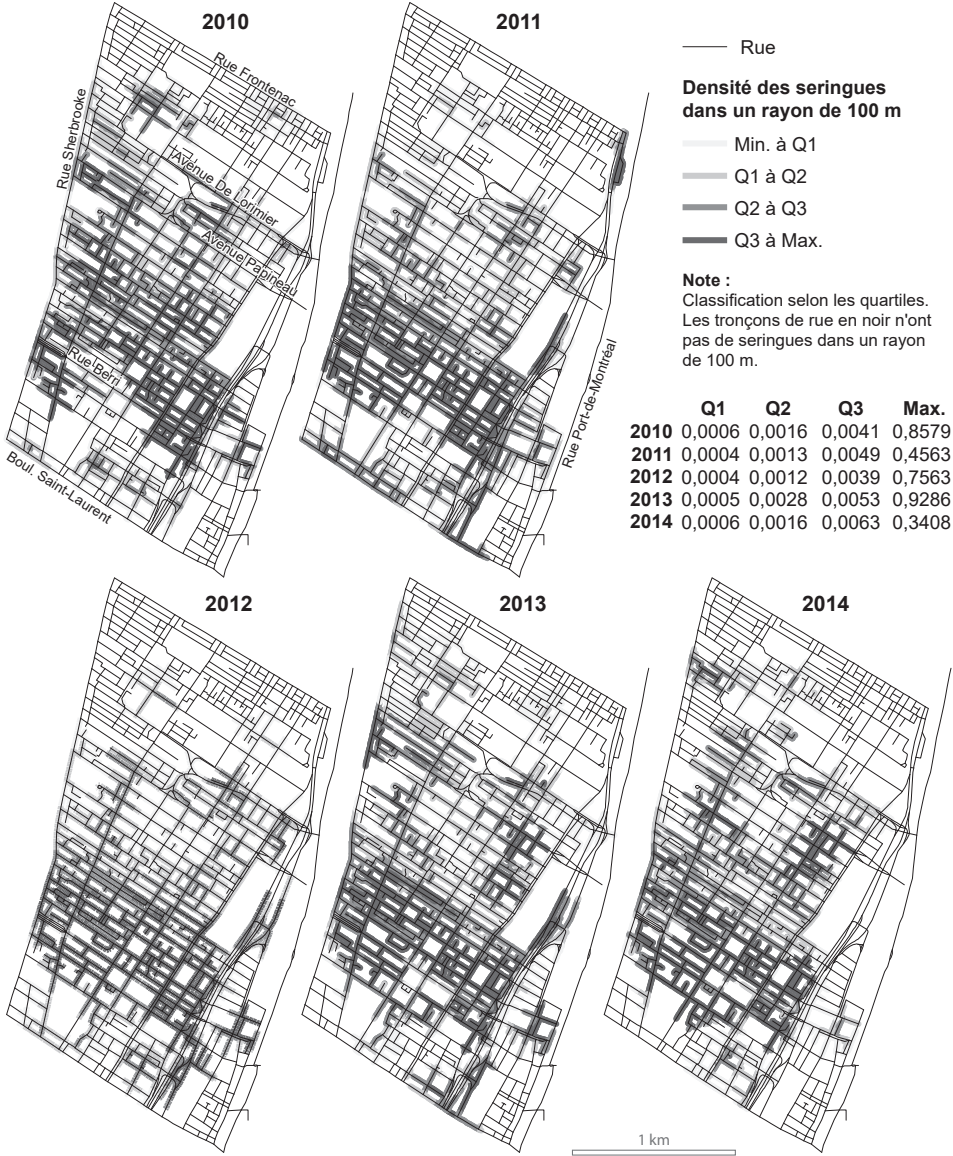 2010
2011
Rue Frontenac
Rue Sherbrooke
Avenue De Lorimier
Avenue Papineau
Rue Berri
Boul. Saint-Laurent
Rue Port-de-Montréal
Rue
Densité des seringues
dans un rayon de 100 m
Min. à Q1
Q1 à Q2
Q2 à Q3
Q3 à Max.
Note :
Classification selon les quartiles.
Les tronçons de rue en noir n'ont
pas de seringues dans un rayon
de 100 m.
Q1 Q2 Q3 Max.
2010 0,0006 0,0016 0,0041 0,8579
2011 0,0004 0,0013 0,0049 0,4563
2012 0,0004 0,0012 0,0039 0,7563
2013 0,0005 0,0028 0,0053 0,9286
2014 0,0006 0,0016 0,0063 0,3408
2012
2013
2014
1 km